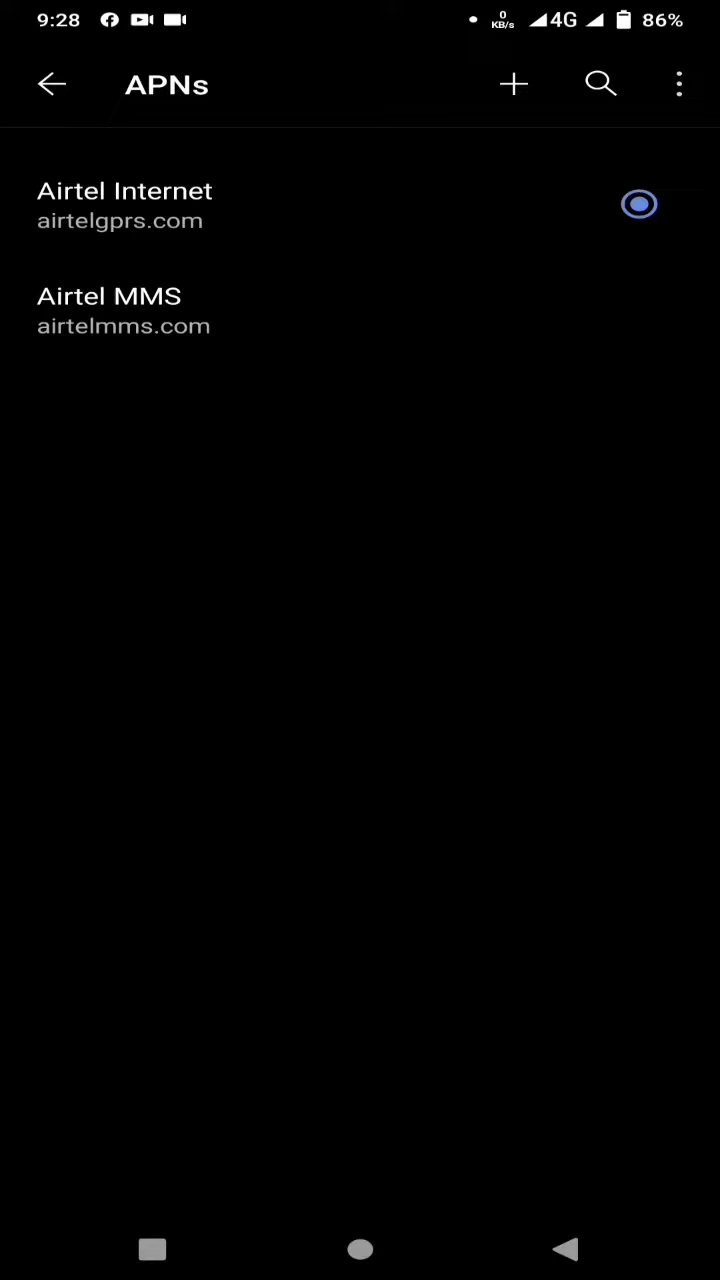 9:28
0
KB/s
4G
86%
APNs
Airtel Internet
airtelgprs.com
Airtel MMS
airtelmms.com